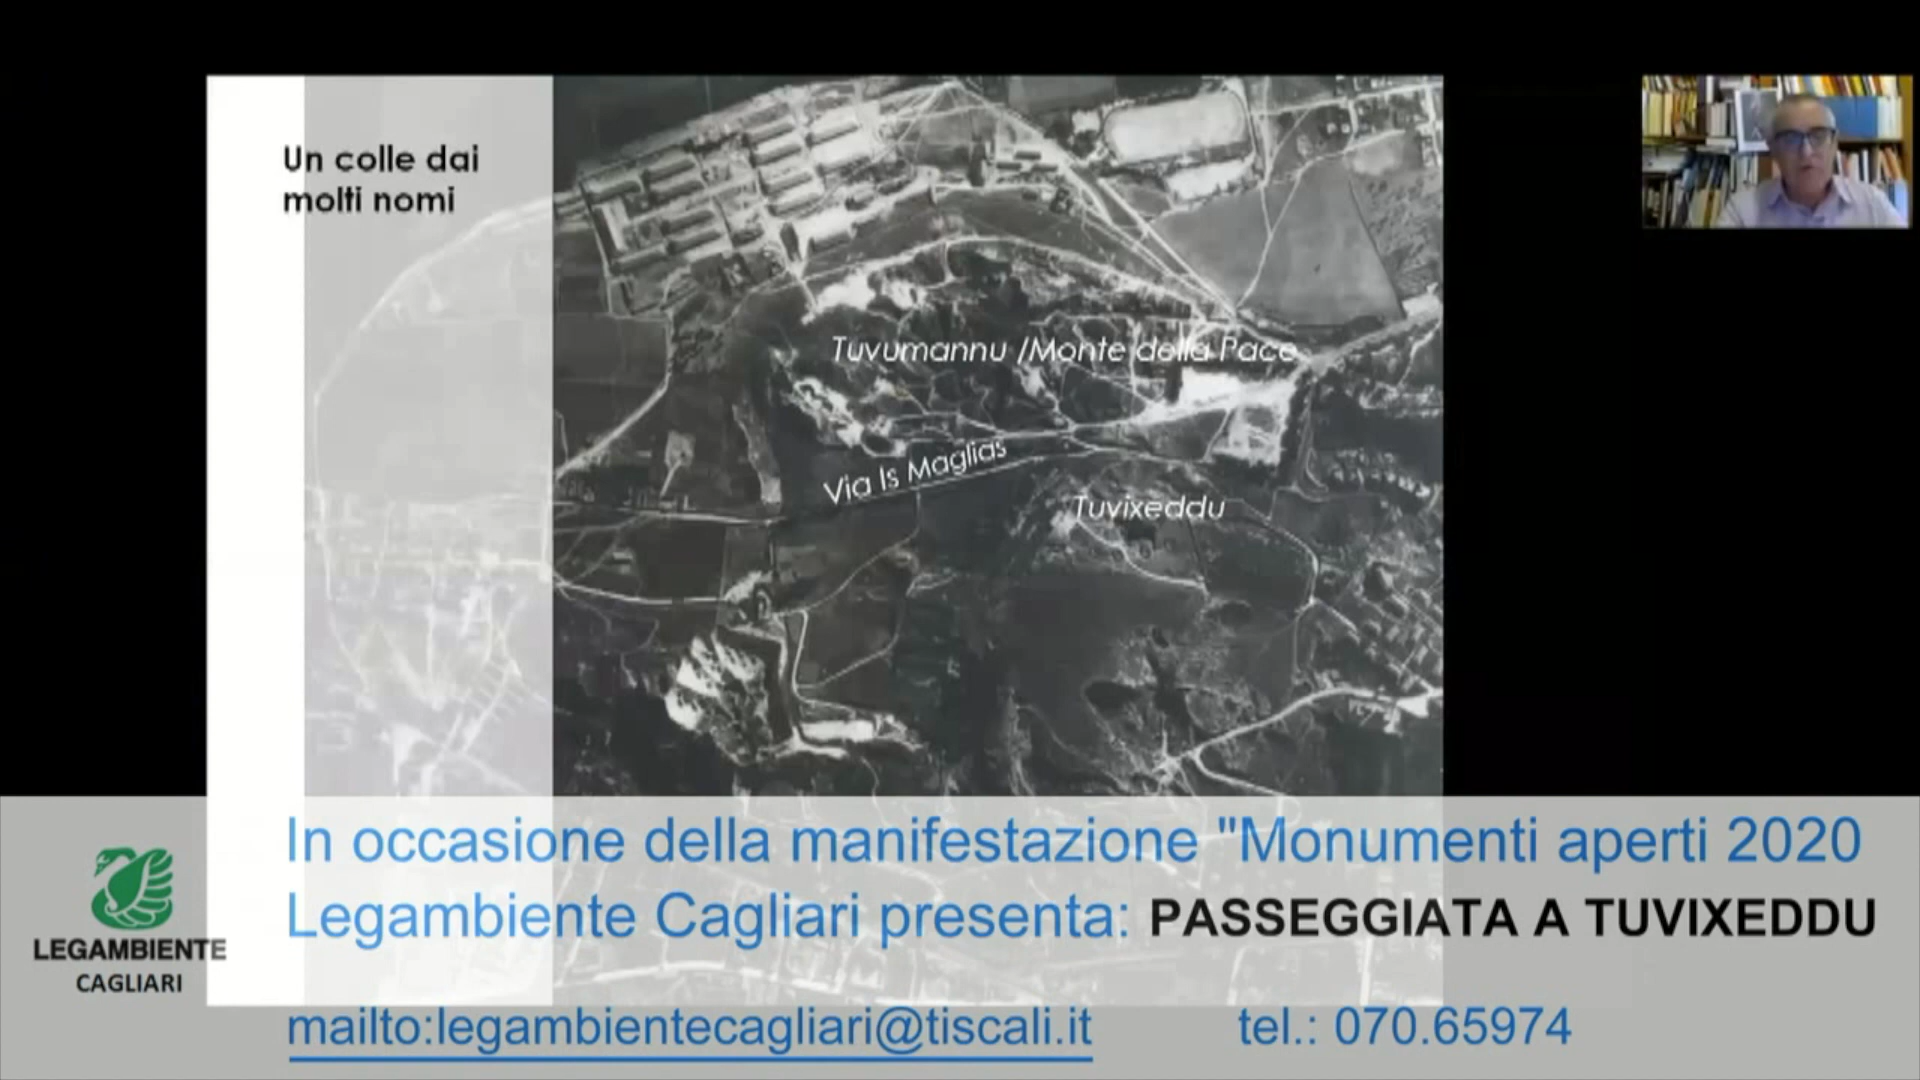 Un colle dai
molti nomi
Tuvumannu /Monte della Pace
Via Is Maglias
Tuvixeddu
In occasione della manifestazione "Monumenti aperti 2020
Legambiente Cagliari presenta: PASSEGGIATA A TUVIXEDDU
LEGAMBIENTE
CAGLIARI
mailto:legambientecagliari@tiscali.it tel.: 070.65974